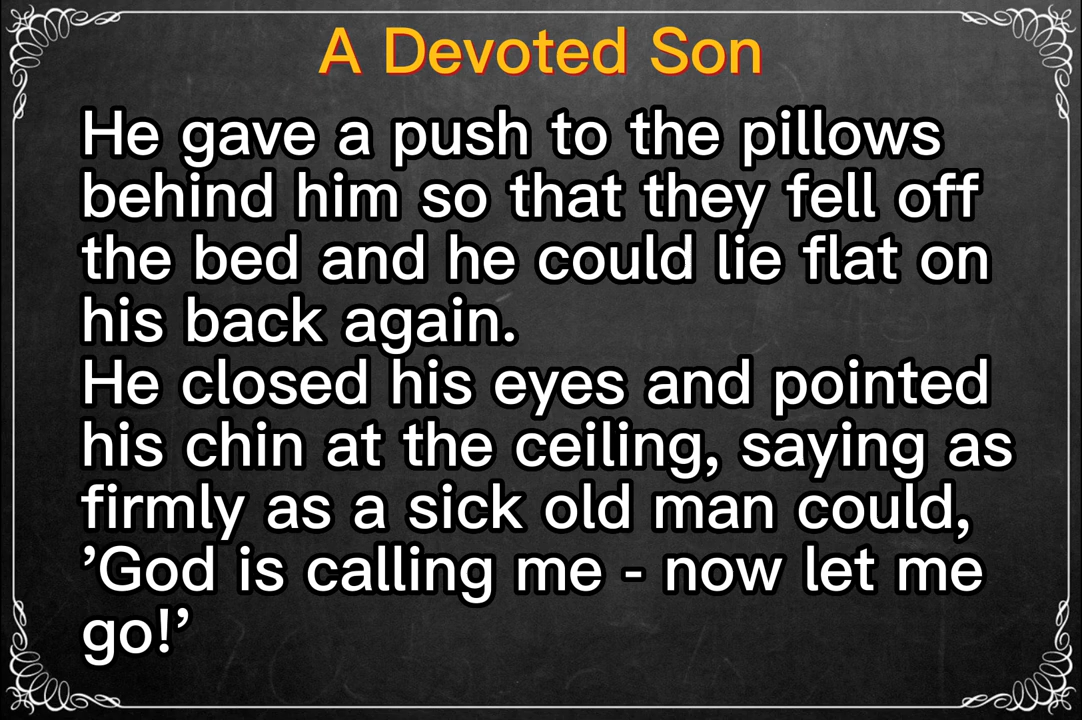 A Devoted Son
He gave a push to the pillows
behind him so that they fell off
the bed and he could lie flat on
his back again.
He closed his eyes and pointed
his chin at the ceiling, saying as
firmly as a sick old man could,
’God is calling me - now let me
go!’